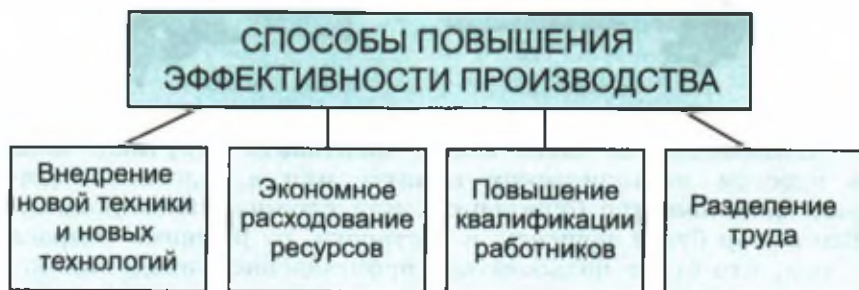 СПОСОБЫ ПОВЫШЕНИЯ
ЭФФЕКТИВНОСТИ ПРОИЗВОДСТВА
Внедрение
новой техники
и новых
технологий
Экономное
расходование
ресурсов
Повышение
квалификации
работников
Разделение
труда